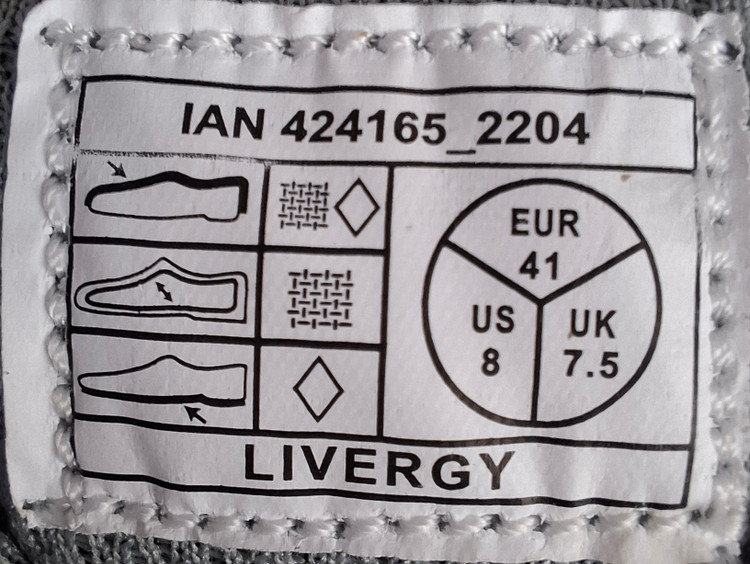 IAN 424165_2204
EUR
41
US
8
UK
7.5
LIVERGY